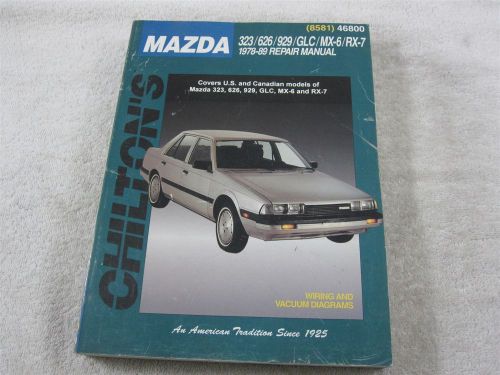 (8581) 46800
MAZDA
323/626/929/GLC/MX-6/RX-7
1978-89 REPAIR MANUAL
Covers U.S. and Canadian models of
Mazda 323, 626, 929, GLC, MX-6 and RX-7
CHILTON'S
WIRING AND
VACUUM DIAGRAMS
An American Tradition Since 1925